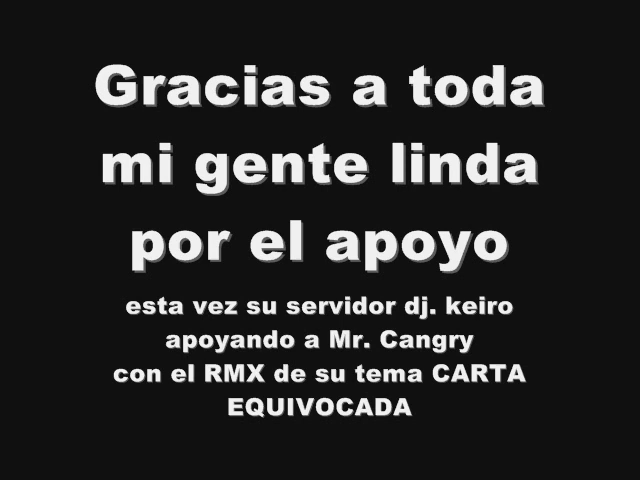 Gracias a toda
mi gente linda
por el apoyo
esta vez su servidor dj. keiro
apoyando a Mr. Cangry
con el RMX de su tema CARTA
EQUIVOCADA